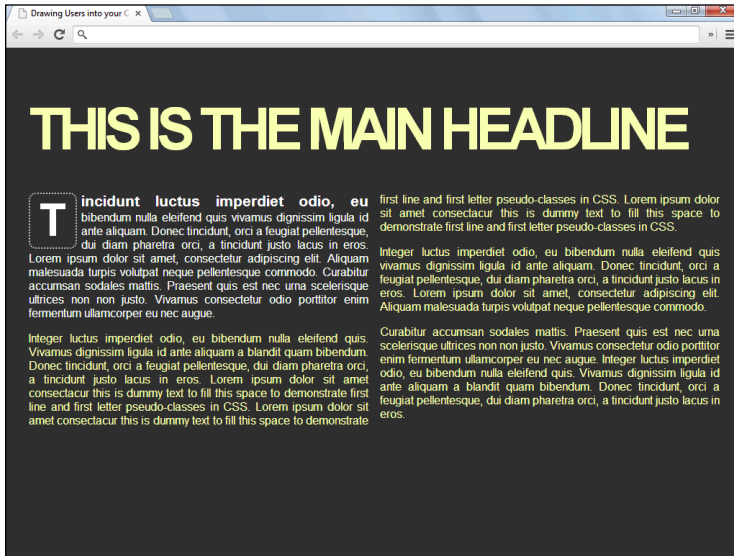 Drawing Users into your C
THIS IS THE MAIN HEADLINE
Tincidunt luctus imperdiet odio, eu
bibendum nulla eleifend quis vivamus dignissim ligula id
ante aliquam. Donec tincidunt, orci a feugiat pellentesque,
dui diam pharetra orci, a tincidunt justo lacus in eros.
Lorem ipsum dolor sit amet, consectetur adipiscing elit. Aliquam
malesuada turpis volutpat neque pellentesque commodo. Curabitur
accumsan sodales mattis. Praesent quis est nec urna scelerisque
ultrices non non justo. Vivamus consectetur odio porttitor enim
fermentum ullamcorper eu nec augue.
Integer luctus imperdiet odio, eu bibendum nulla eleifend quis.
Vivamus dignissim ligula id ante aliquam a blandit quam bibendum.
Donec tincidunt, orci a feugiat pellentesque, dui diam pharetra orci,
a tincidunt justo lacus in eros. Lorem ipsum dolor sit amet
consectacur this is dummy text to fill this space to demonstrate first
line and first letter pseudo-classes in CSS. Lorem ipsum dolor sit
amet consectacur this is dummy text to fill this space to demonstrate
first line and first letter pseudo-classes in CSS. Lorem ipsum dolor
sit amet consectacur this is dummy text to fill this space to
demonstrate first line and first letter pseudo-classes in CSS.
Integer luctus imperdiet odio, eu bibendum nulla eleifend quis
vivamus dignissim ligula id ante aliquam. Donec tincidunt, orci a
feugiat pellentesque, dui diam pharetra orci, a tincidunt justo lacus in
eros. Lorem ipsum dolor sit amet, consectetur adipiscing elit.
Aliquam malesuada turpis volutpat neque pellentesque commodo.
Curabitur accumsan sodales mattis. Praesent quis est nec urna
scelerisque ultrices non non justo. Vivamus consectetur odio porttitor
enim fermentum ullamcorper eu nec augue. Integer luctus imperdiet
odio, eu bibendum nulla eleifend quis. Vivamus dignissim ligula id
ante aliquam a blandit quam bibendum. Donec tincidunt, orci a
feugiat pellentesque, dui diam pharetra orci, a tincidunt justo lacus in
eros.